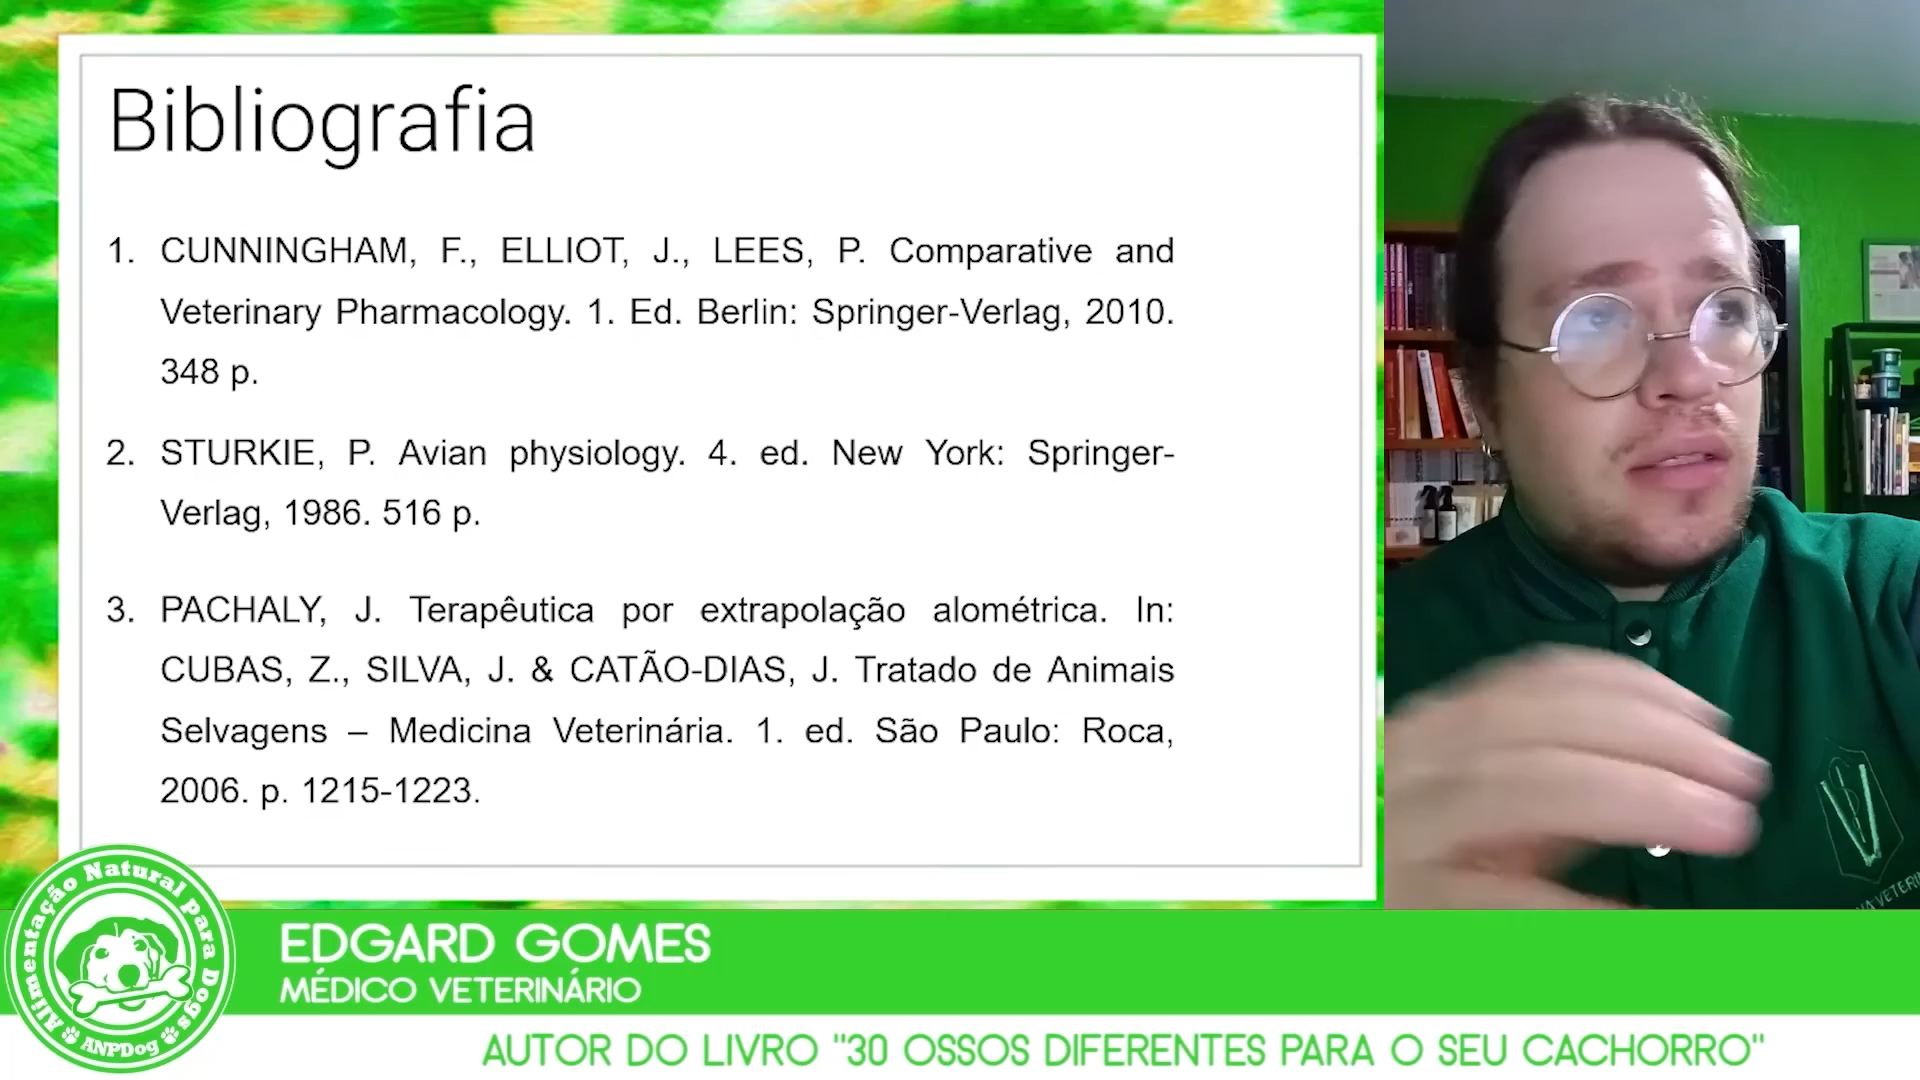 Bibliografia
1. CUNNINGHAM, F., ELLIOT, J., LEES, P. Comparative and
Veterinary Pharmacology. 1. Ed. Berlin: Springer-Verlag, 2010.
348 p.
2. STURKIE, P. Avian physiology. 4. ed. New York: Springer-
Verlag, 1986. 516 p.
3. PACHALY, J. Terapêutica por extrapolação alométrica. In:
CUBAS, Z., SILVA, J. & CATÃO-DIAS, J. Tratado de Animais
Selvagens – Medicina Veterinária. 1. ed. São Paulo: Roca,
2006. p. 1215-1223.
Alimentação Natural para Dogs
ANPDog
EDGARD GOMES
MÉDICO VETERINÁRIO
AUTOR DO LIVRO "30 OSSOS DIFERENTES PARA O SEU CACHORRO"